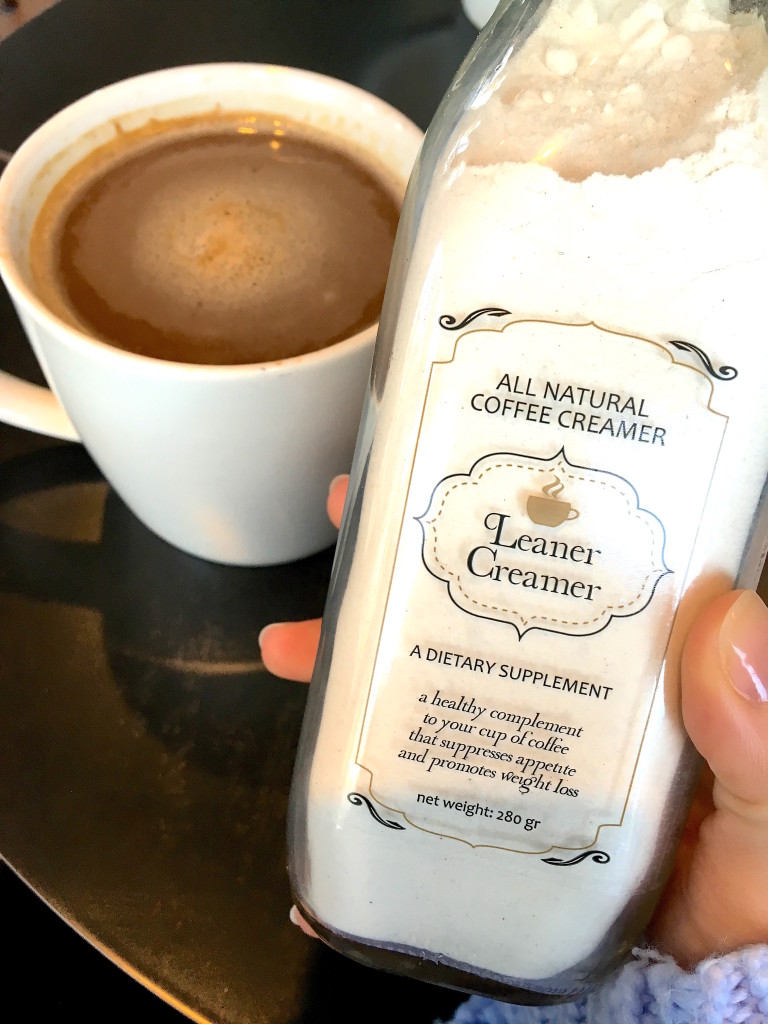 ALL NATURAL
COFFEE CREAMER
Leaner
Creamer
A DIETARY SUPPLEMENT
a healthy complement
to your cup of coffee
that suppresses appetite
and promotes weight loss
net weight: 280 gr